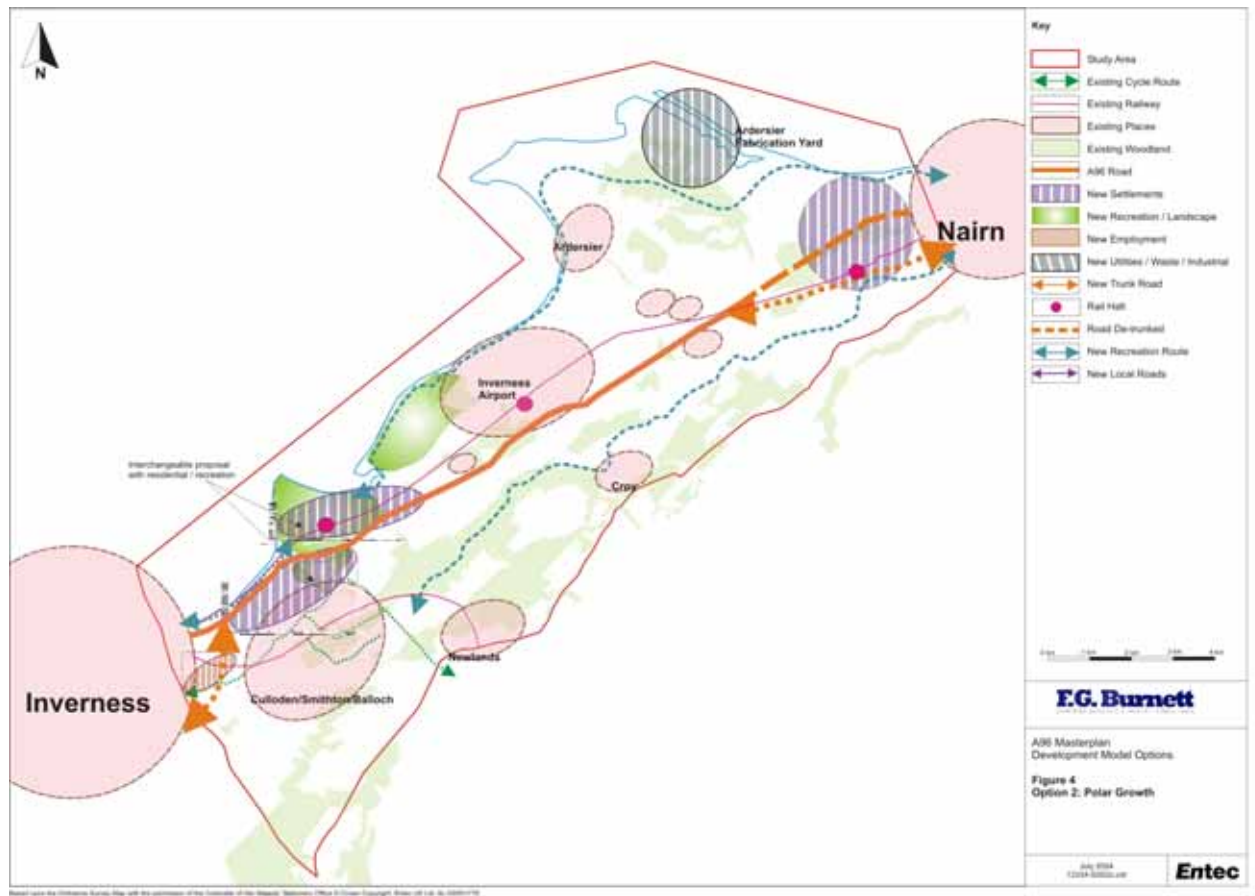 N
Ardersier
Fabrication Yard
Nairn
Ardersier
Inverness
Airport
Interchangeable proposal
with residential / recreation
Croy
Newlands
Culloden/Smithton/Balloch
Inverness
Key
Study Area
Existing Cycle Route
Existing Railway
Existing Places
Existing Woodland
A96 Road
New Settlements
New Recreation / Landscape
New Employment
New Utilities / Waste / Industrial
New Trunk Road
Rail Halt
Road De-trunked
New Recreation Route
New Local Roads
F.G. Burnett
A96 Masterplan
Development Model Options
Figure 4
Option 2: Polar Growth
Entec